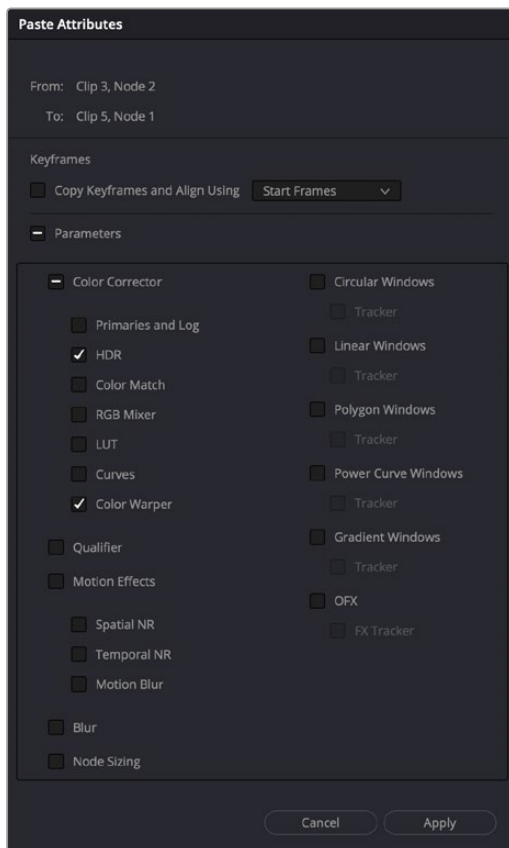 Paste Attributes
From: Clip 3, Node 2
To: Clip 5, Node 1
Keyframes
Copy Keyframes and Align Using Start Frames
Parameters
Color Corrector
Primaries and Log
HDR
Color Match
RGB Mixer
LUT
Curves
Color Warper
Qualifier
Motion Effects
Spatial NR
Temporal NR
Motion Blur
Blur
Node Sizing
Circular Windows
Tracker
Linear Windows
Tracker
Polygon Windows
Tracker
Power Curve Windows
Tracker
Gradient Windows
Tracker
OFX
FX Tracker
Cancel Apply